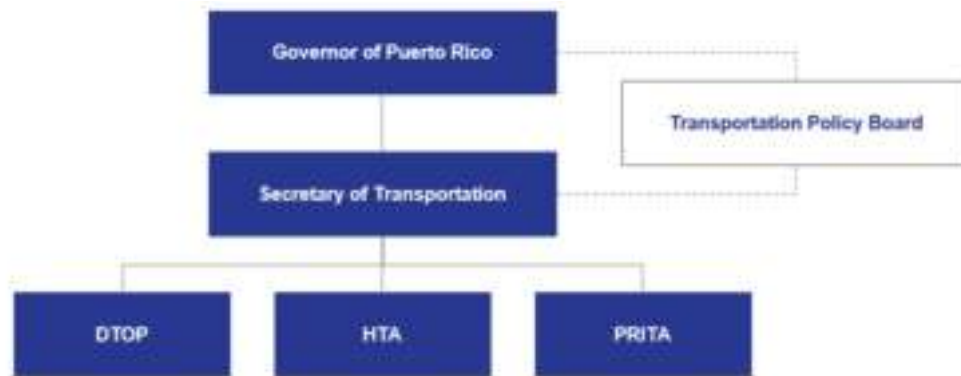 Governor of Puerto Rico
Transportation Policy Board
Secretary of Transportation
DTOP
HTA
PRITA